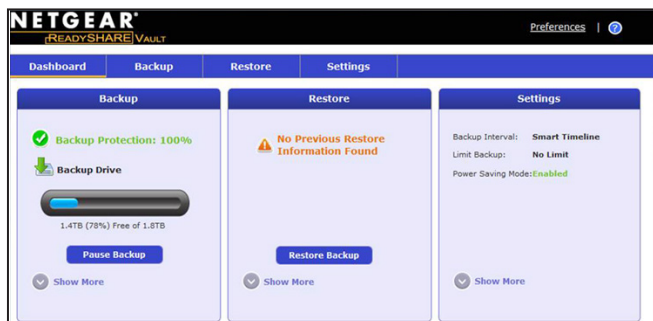 NETGEAR®
READYSHARE VAULT
Preferences | ?
Dashboard Backup Restore Settings
Backup
Backup Protection: 100%
Backup Drive
1.4TB (78%) Free of 1.8TB
Pause Backup
Show More
Restore
No Previous Restore
Information Found
Restore Backup
Show More
Settings
Backup Interval: Smart Timeline
Limit Backup: No Limit
Power Saving Mode: Enabled
Show More